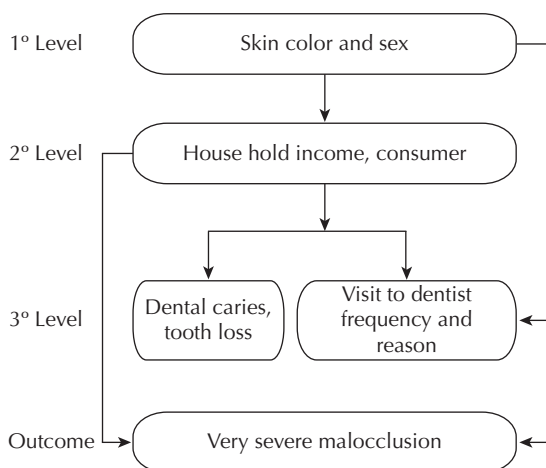 1º Level
Skin color and sex
2º Level
House hold income, consumer
3º Level
Dental caries,
tooth loss
Visit to dentist
frequency and
reason
Outcome
Very severe malocclusion